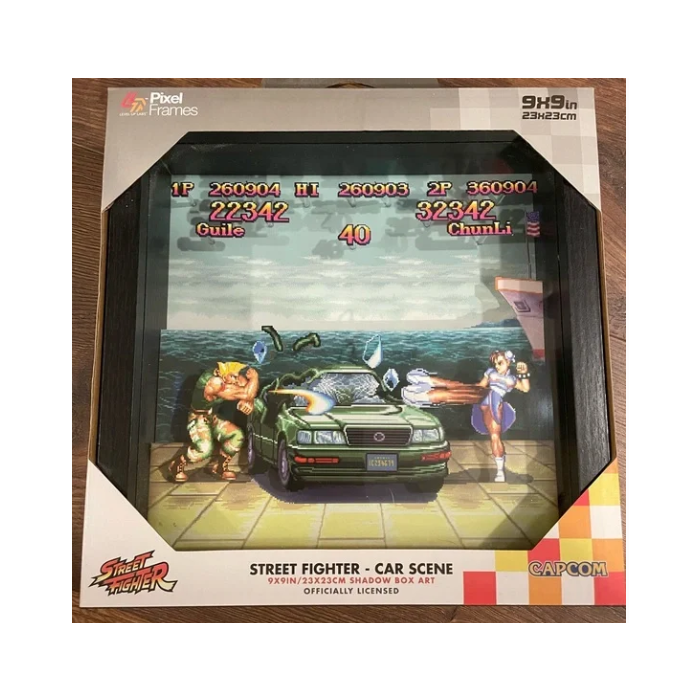 Pixel
Frames
9x9in
23x23cm
1P 260904 HI 260903 2P 360904
22342 32342
Guile 40 ChunLi
STREET FIGHTER
STREET FIGHTER - CAR SCENE
9X9IN/23X23CM SHADOW BOX ART
OFFICIALLY LICENSED
CAPCOM